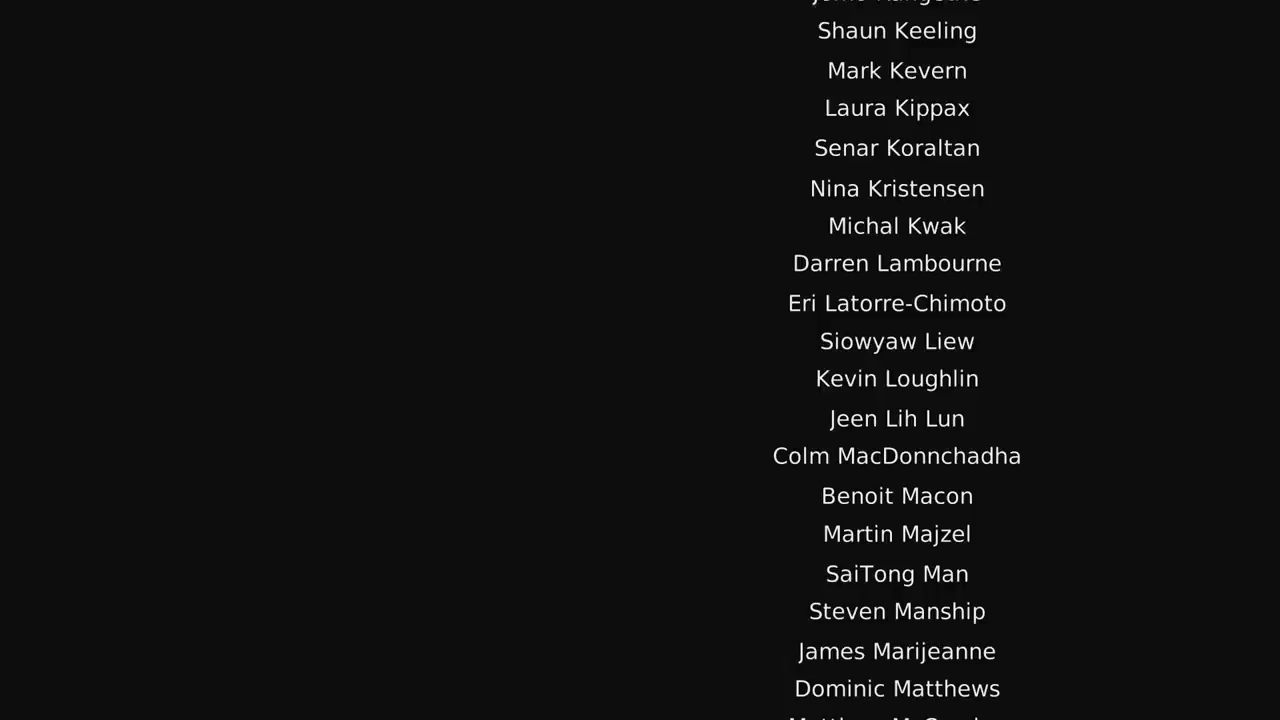 Shaun Keeling
Mark Kevern
Laura Kippax
Senar Koraltan
Nina Kristensen
Michal Kwak
Darren Lambourne
Eri Latorre-Chimoto
Siowyaw Liew
Kevin Loughlin
Jeen Lih Lun
Colm MacDonnchadha
Benoit Macon
Martin Majzel
SaiTong Man
Steven Manship
James Marijeanne
Dominic Matthews